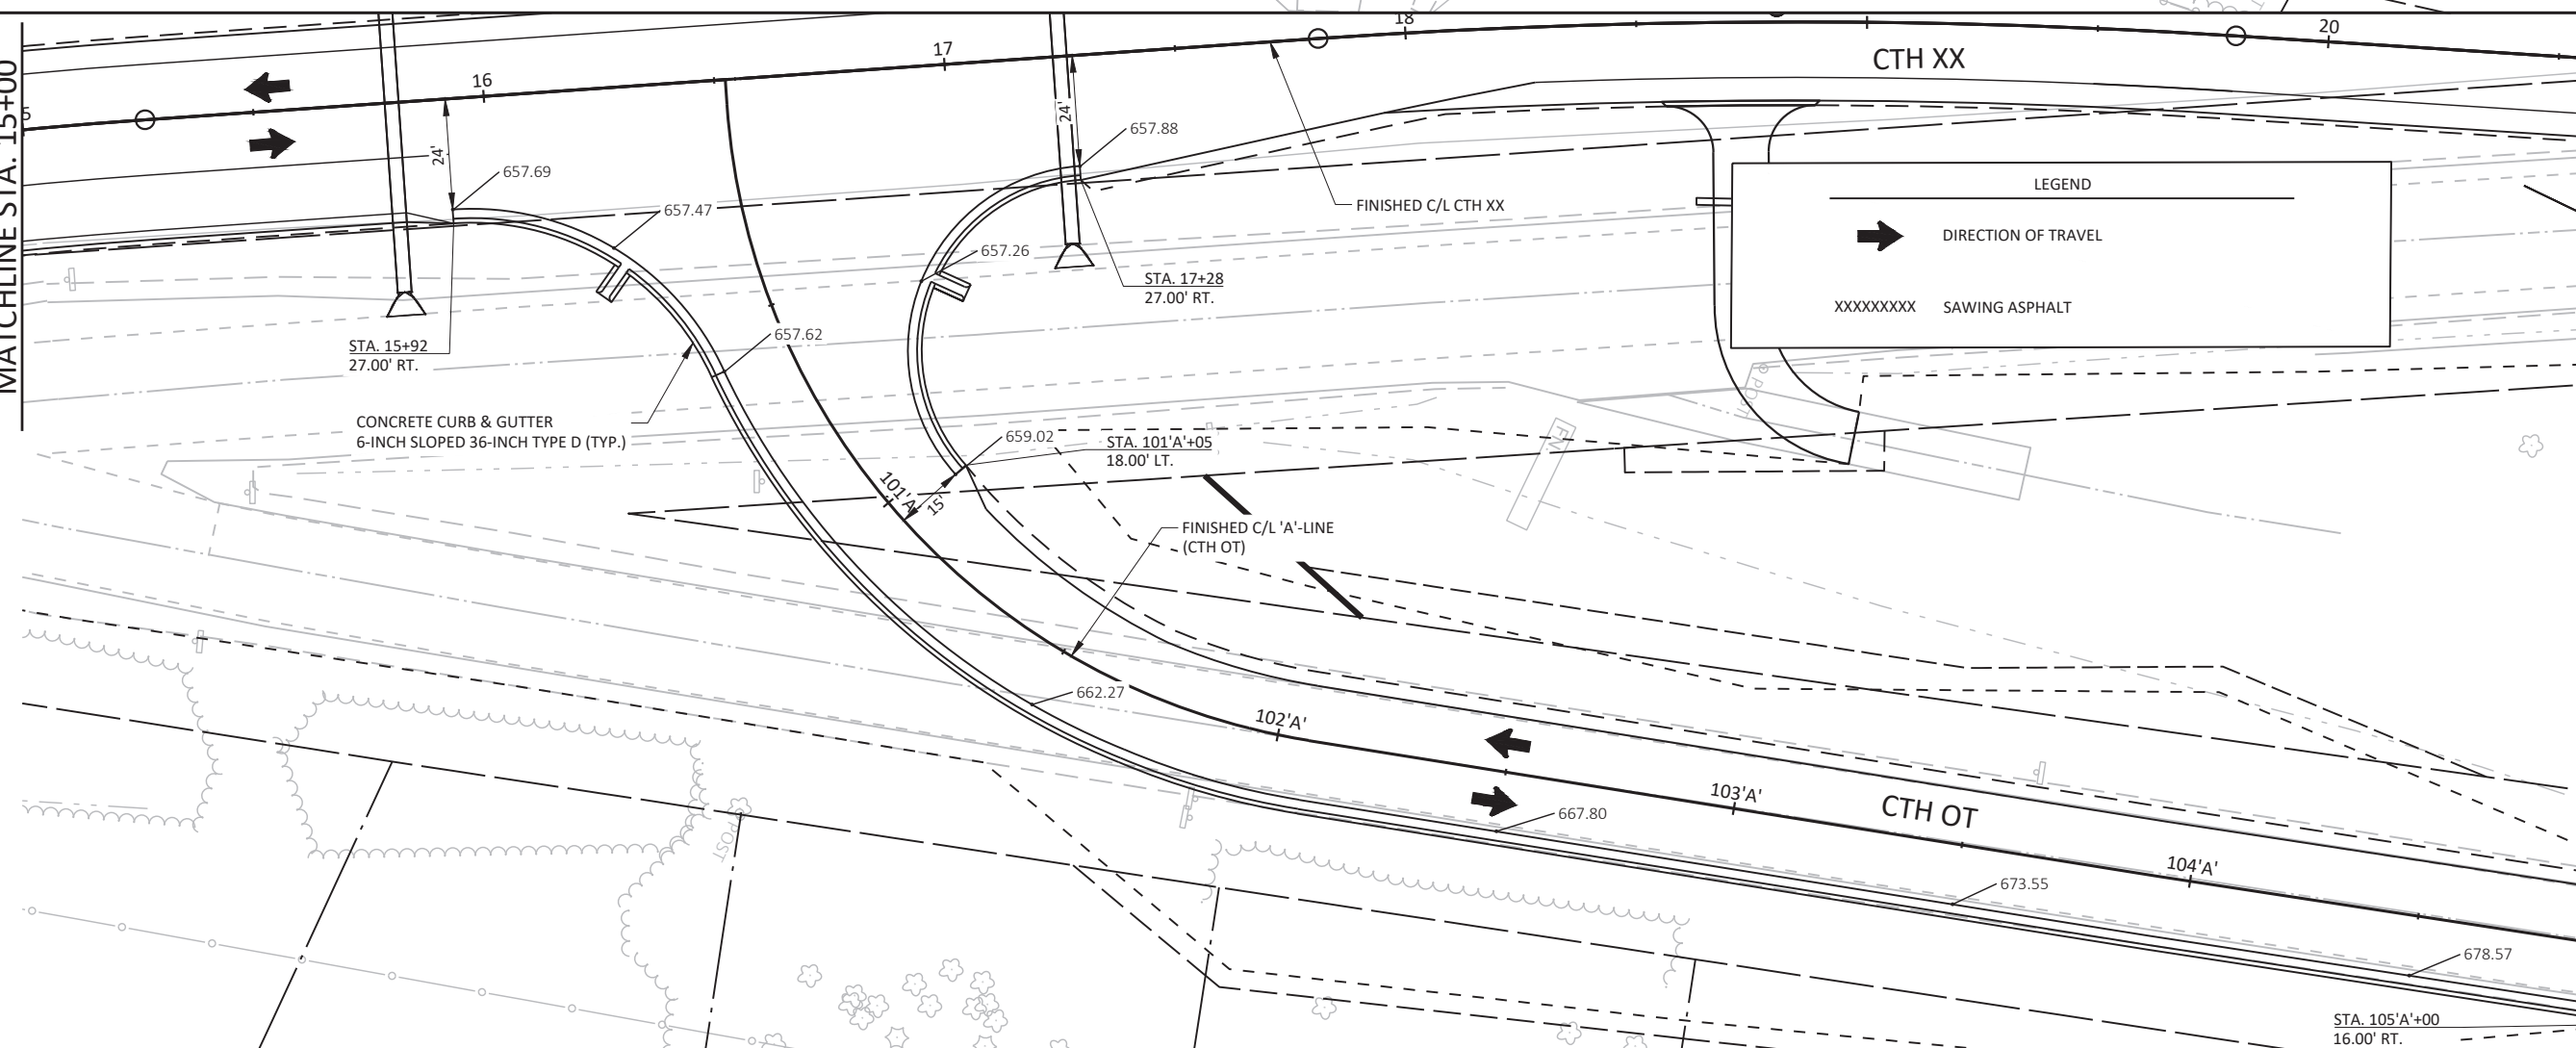 MATCHLINE STA. 15+00
5
16
17
18
20
CTH XX
24'
24'
657.69
657.88
657.47
657.26
FINISHED C/L CTH XX
LEGEND
DIRECTION OF TRAVEL
XXXXXXXXX SAWING ASPHALT
STA. 17+28
27.00' RT.
STA. 15+92
27.00' RT.
657.62
CONCRETE CURB & GUTTER
6-INCH SLOPED 36-INCH TYPE D (TYP.)
659.02
STA. 101'A'+05
18.00' LT.
POST
101'A'
15'
FINISHED C/L 'A'-LINE
(CTH OT)
662.27
102'A'
103'A'
CTH OT
667.80
POST
104'A'
673.55
678.57
STA. 105'A'+00
16.00' RT.